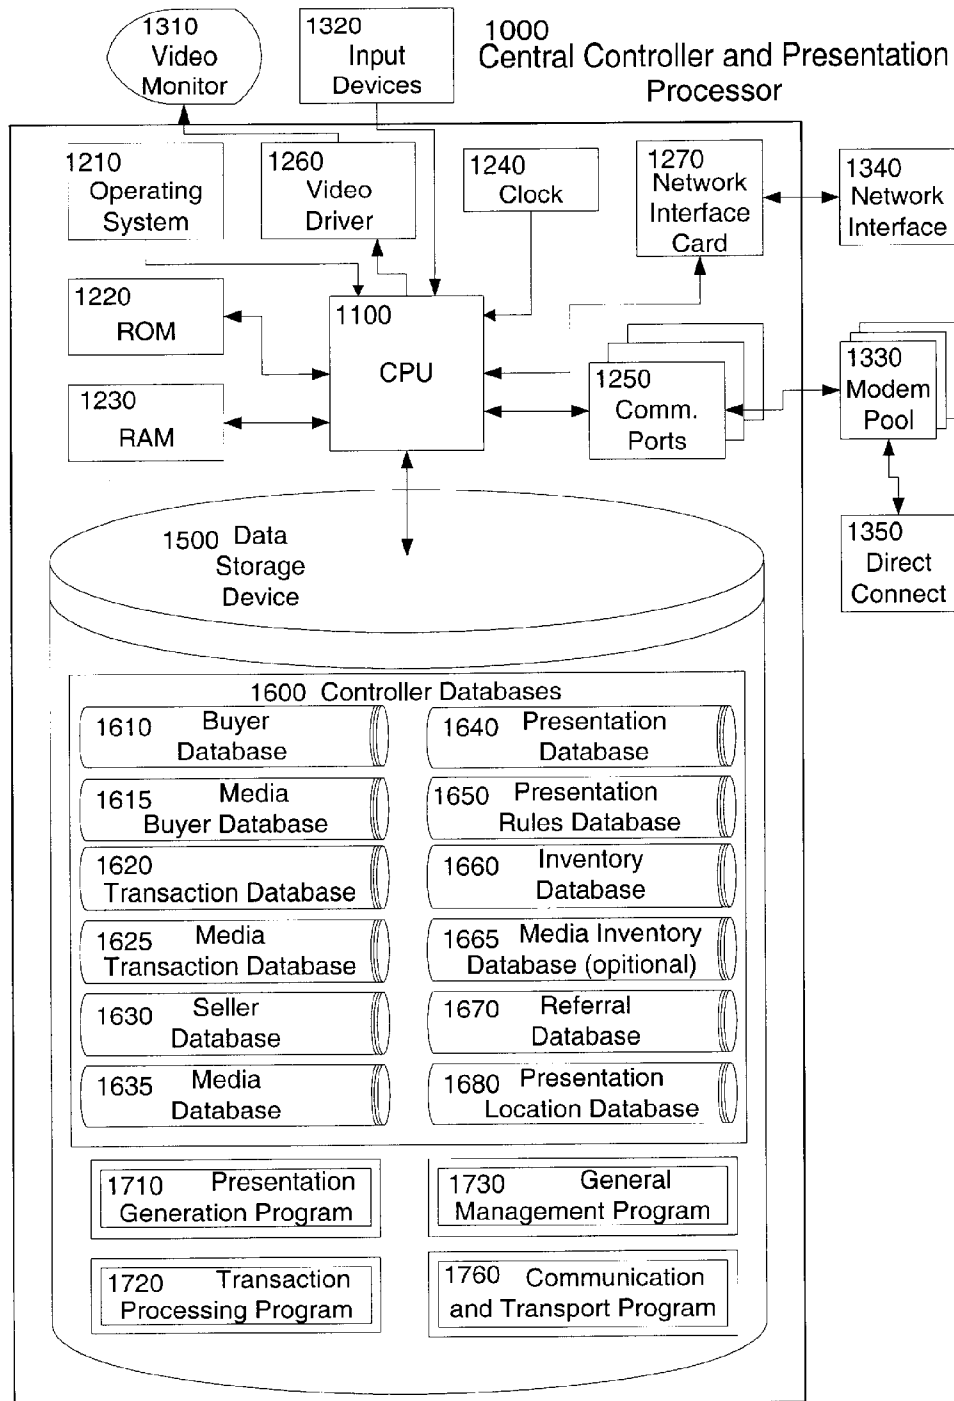 1310
Video
Monitor
1320
Input
Devices
1000
Central Controller and Presentation
Processor
1210
Operating
System
1260
Video
Driver
1240
Clock
1270
Network
Interface
Card
1340
Network
Interface
1220
ROM
1100
CPU
1230
RAM
1250
Comm.
Ports
1330
Modem
Pool
1350
Direct
Connect
1500 Data
Storage
Device
1600 Controller Databases
1610 Buyer
Database
1640 Presentation
Database
1615 Media
Buyer Database
1650 Presentation
Rules Database
1620
Transaction Database
1660 Inventory
Database
1625 Media
Transaction Database
1665 Media Inventory
Database (opitional)
1630 Seller
Database
1670 Referral
Database
1635 Media
Database
1680 Presentation
Location Database
1710 Presentation
Generation Program
1730 General
Management Program
1720 Transaction
Processing Program
1760 Communication
and Transport Program